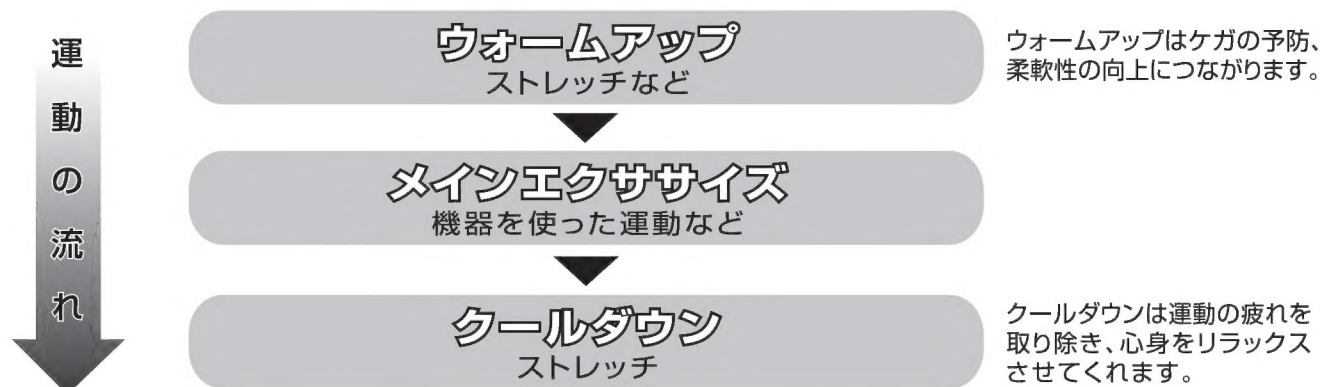 運動の流れ
ウォームアップ
ストレッチなど
ウォームアップはケガの予防、
柔軟性の向上につながります。
メインエクササイズ
機器を使った運動など
クールダウン
ストレッチ
クールダウンは運動の疲れを
取り除き、心身をリラックス
させてくれます。